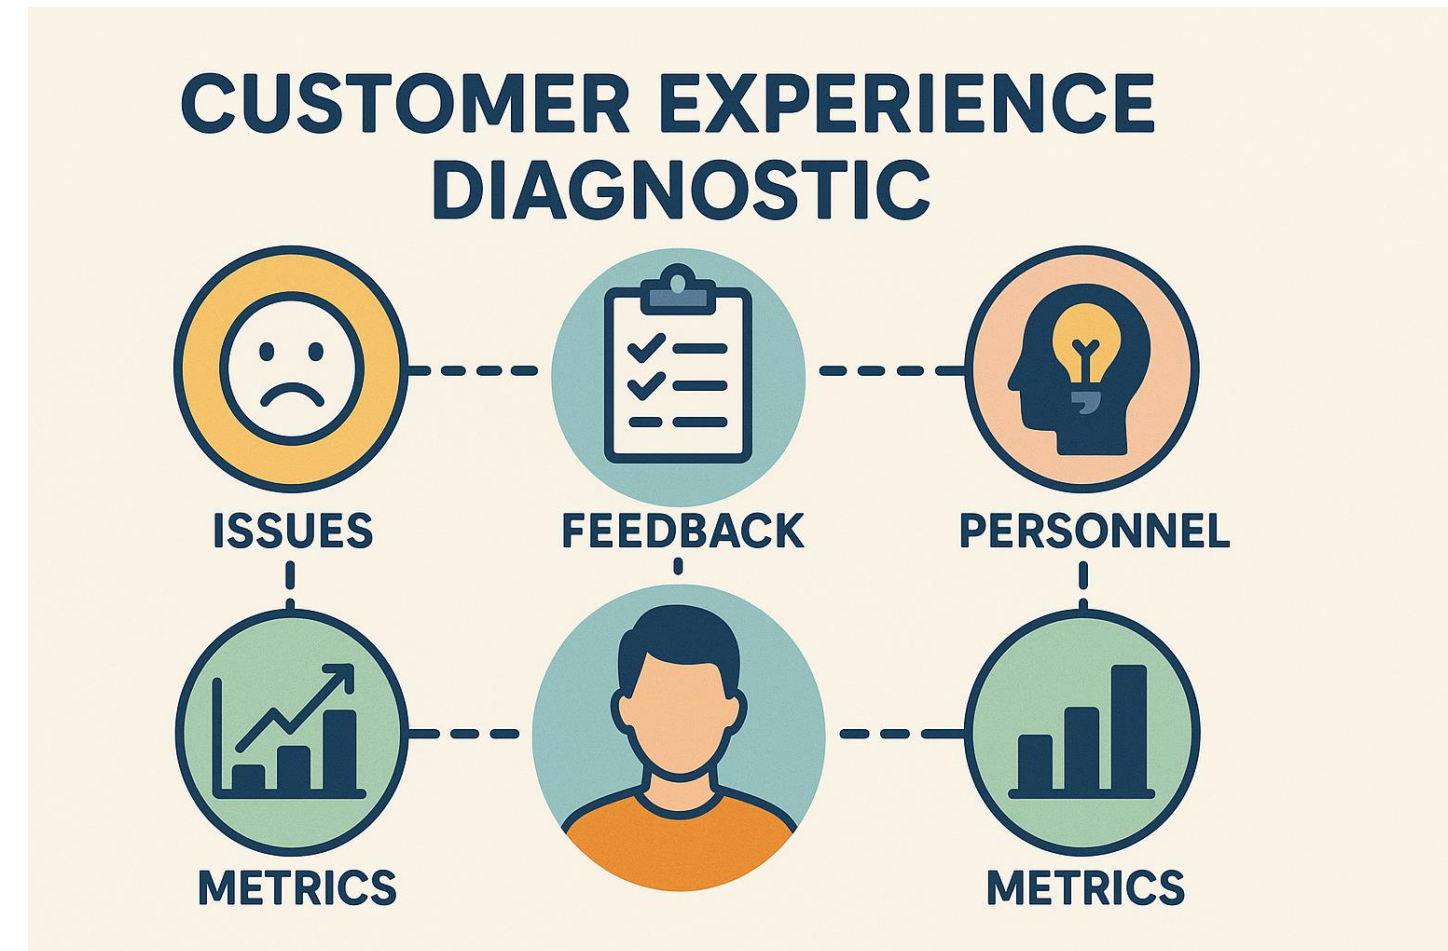 CUSTOMER EXPERIENCE
DIAGNOSTIC
ISSUES
FEEDBACK
PERSONNEL
METRICS
METRICS